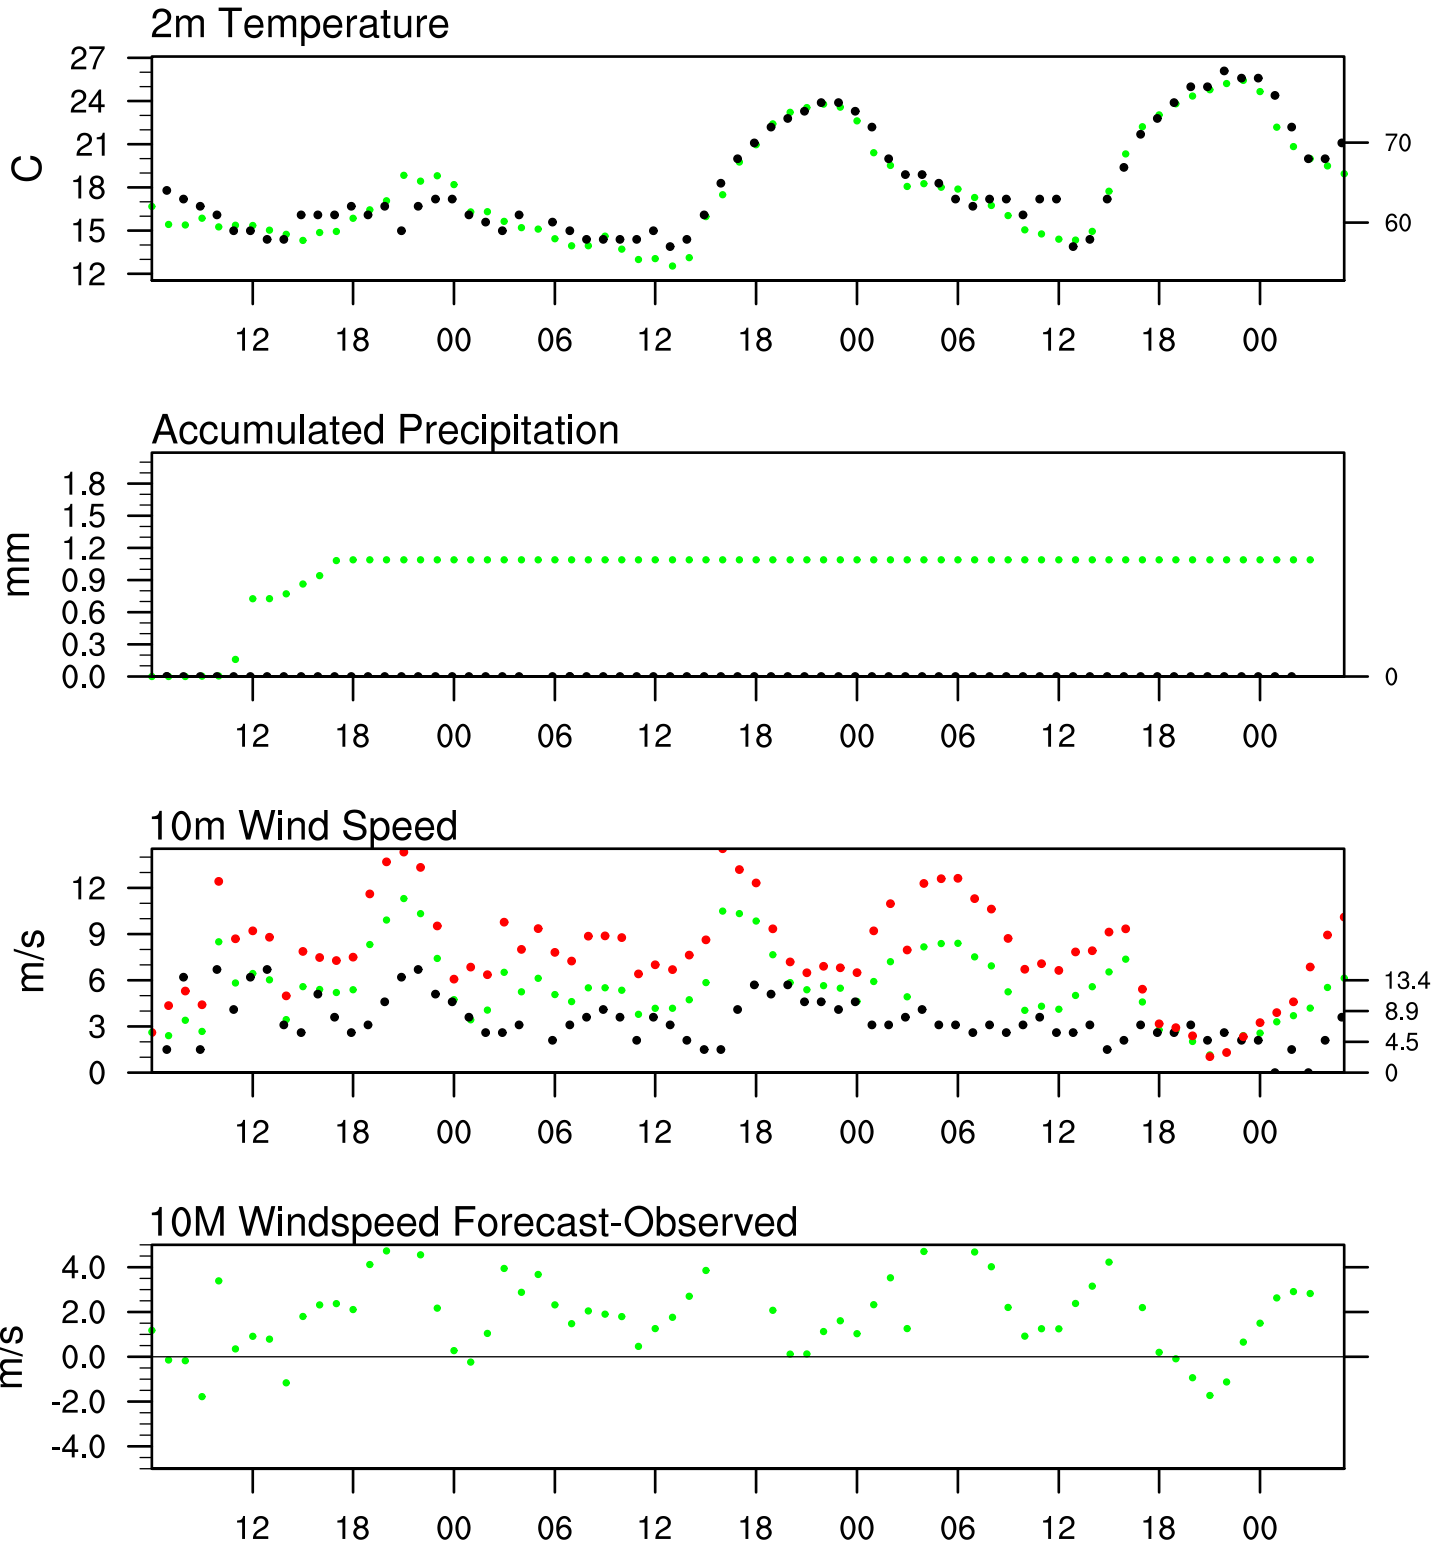 2m Temperature
27
24
21
18
15
12
C
70
60
12 18 00 06 12 18 00 06 12 18 00
Accumulated Precipitation
1.8
1.5
1.2
0.9
0.6
0.3
0.0
mm
0
12 18 00 06 12 18 00 06 12 18 00
10m Wind Speed
12
9
6
3
0
m/s
13.4
8.9
4.5
0
12 18 00 06 12 18 00 06 12 18 00
10M Windspeed Forecast-Observed
4.0
2.0
0.0
-2.0
-4.0
m/s
12 18 00 06 12 18 00 06 12 18 00